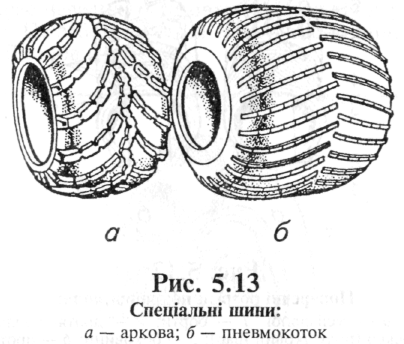 а б
Рис. 5.13
Спеціальні шини:
а — аркова; б — пневмокоток